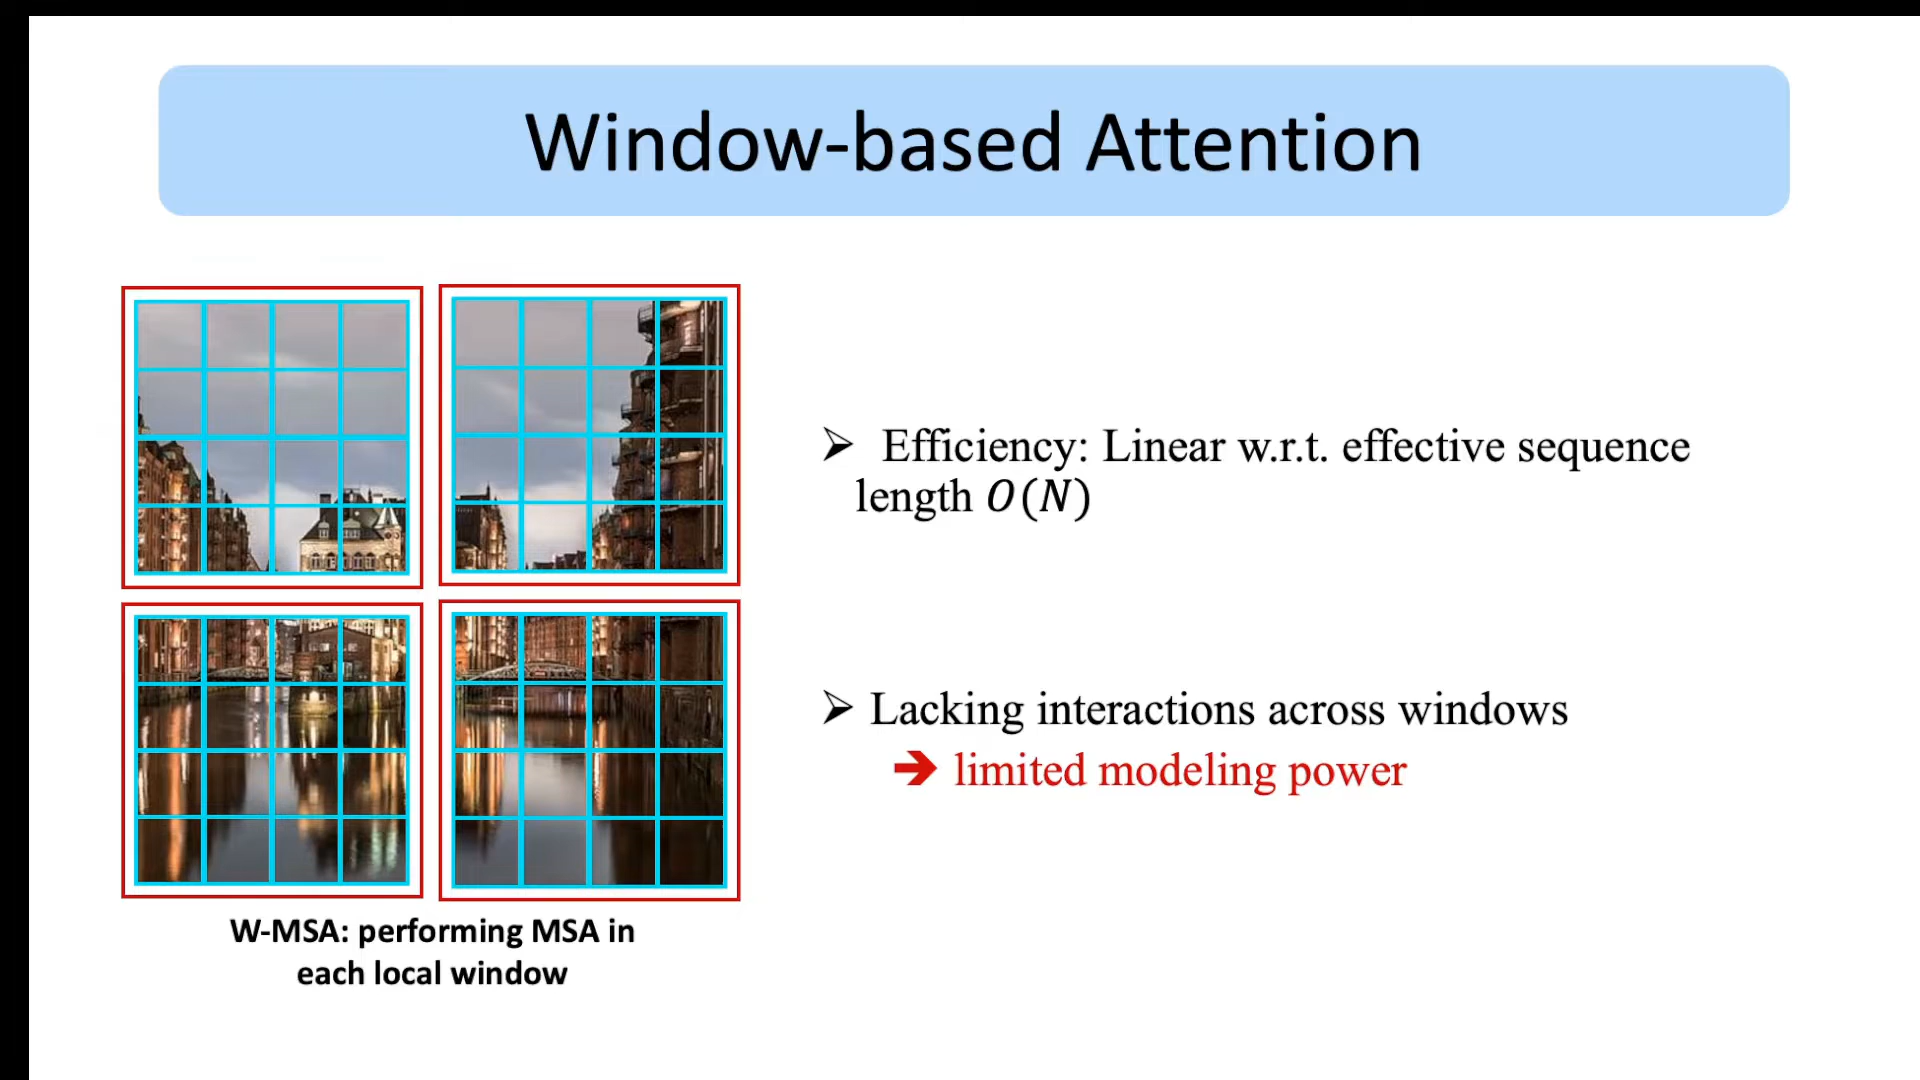 Window-based Attention
➢ Efficiency: Linear w.r.t. effective sequence
length O(N)
➢ Lacking interactions across windows
➔ limited modeling power
W-MSA: performing MSA in
each local window